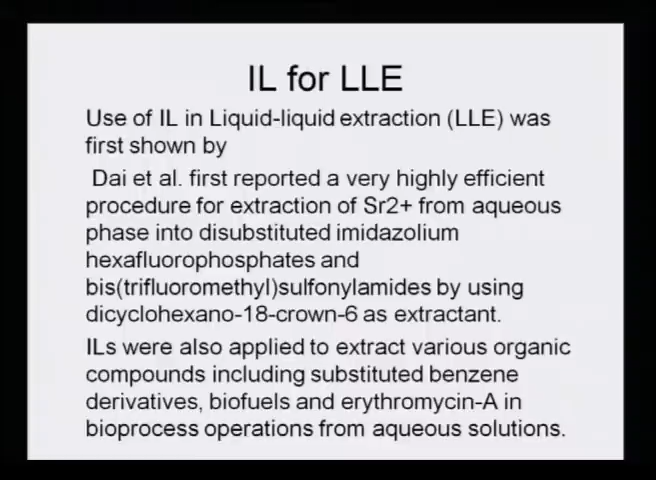 IL for LLE
Use of IL in Liquid-liquid extraction (LLE) was
first shown by
Dai et al. first reported a very highly efficient
procedure for extraction of Sr2+ from aqueous
phase into disubstituted imidazolium
hexafluorophosphates and
bis(trifluoromethyl)sulfonylamides by using
dicyclohexano-18-crown-6 as extractant.
ILs were also applied to extract various organic
compounds including substituted benzene
derivatives, biofuels and erythromycin-A in
bioprocess operations from aqueous solutions.